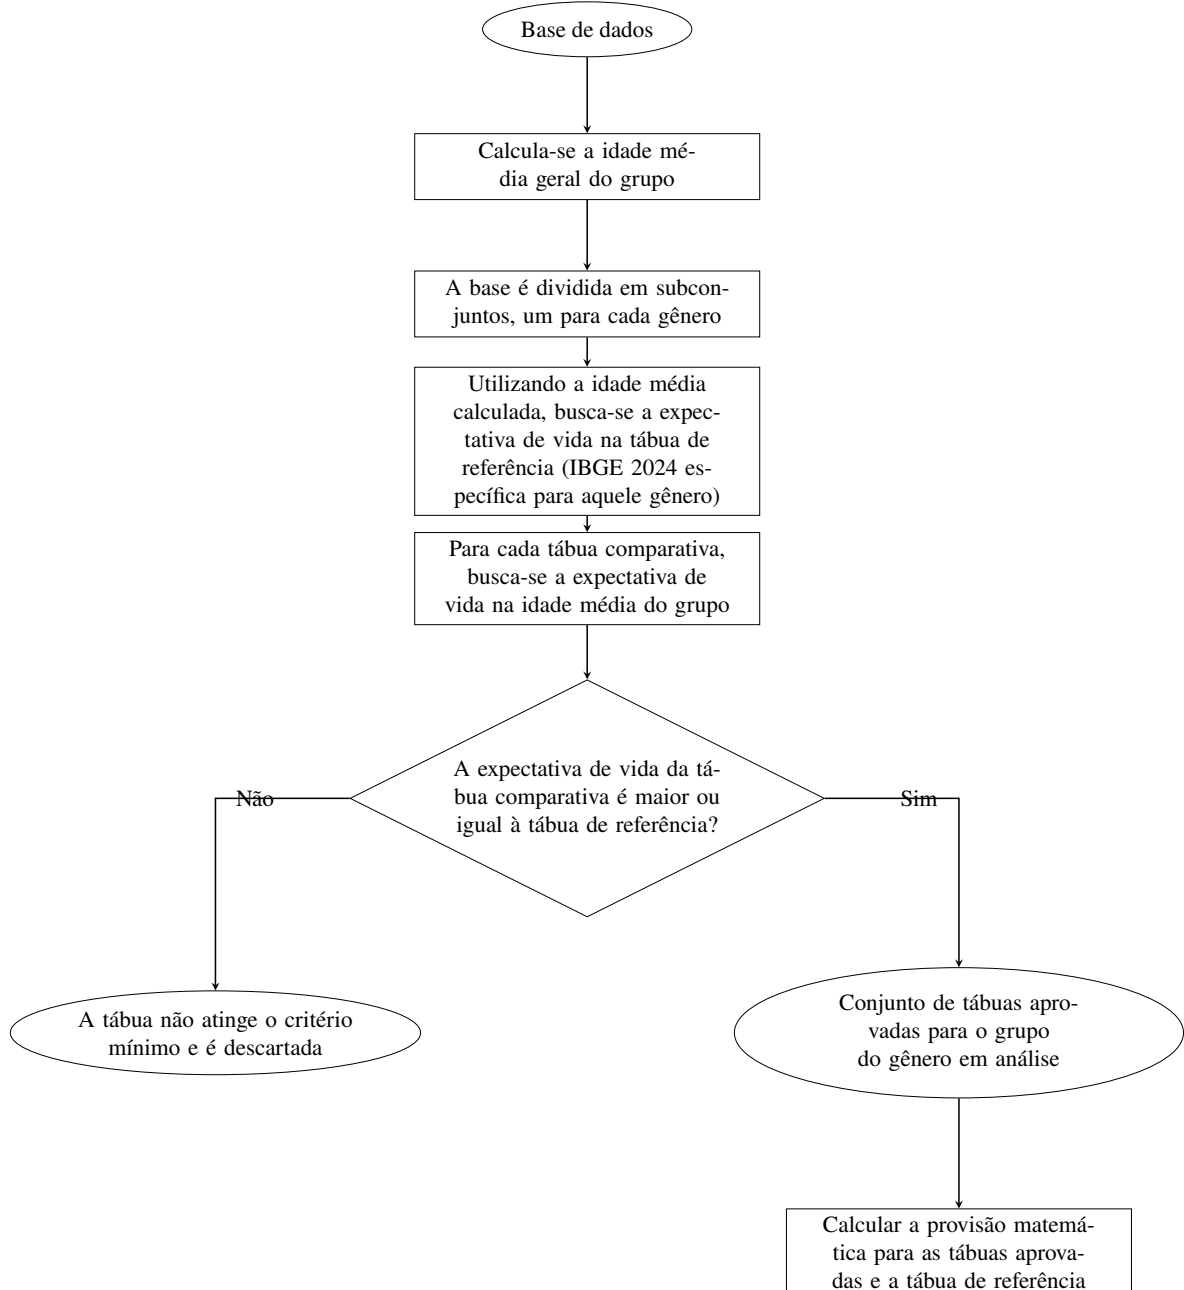 Base de dados
Calcula-se a idade mé-
dia geral do grupo
A base é dividida em subcon-
juntos, um para cada gênero
Utilizando a idade média
calculada, busca-se a expec-
tativa de vida na tábua de
referência (IBGE 2024 es-
pecífica para aquele gênero)
Para cada tábua comparativa,
busca-se a expectativa de
vida na idade média do grupo
A expectativa de vida da tá-
bua comparativa é maior ou
igual à tábua de referência?
Não
Sim
A tábua não atinge o critério
mínimo e é descartada
Conjunto de tábuas apro-
vadas para o grupo
do gênero em análise
Calcular a provisão matemá-
tica para as tábuas aprova-
das e a tábua de referência